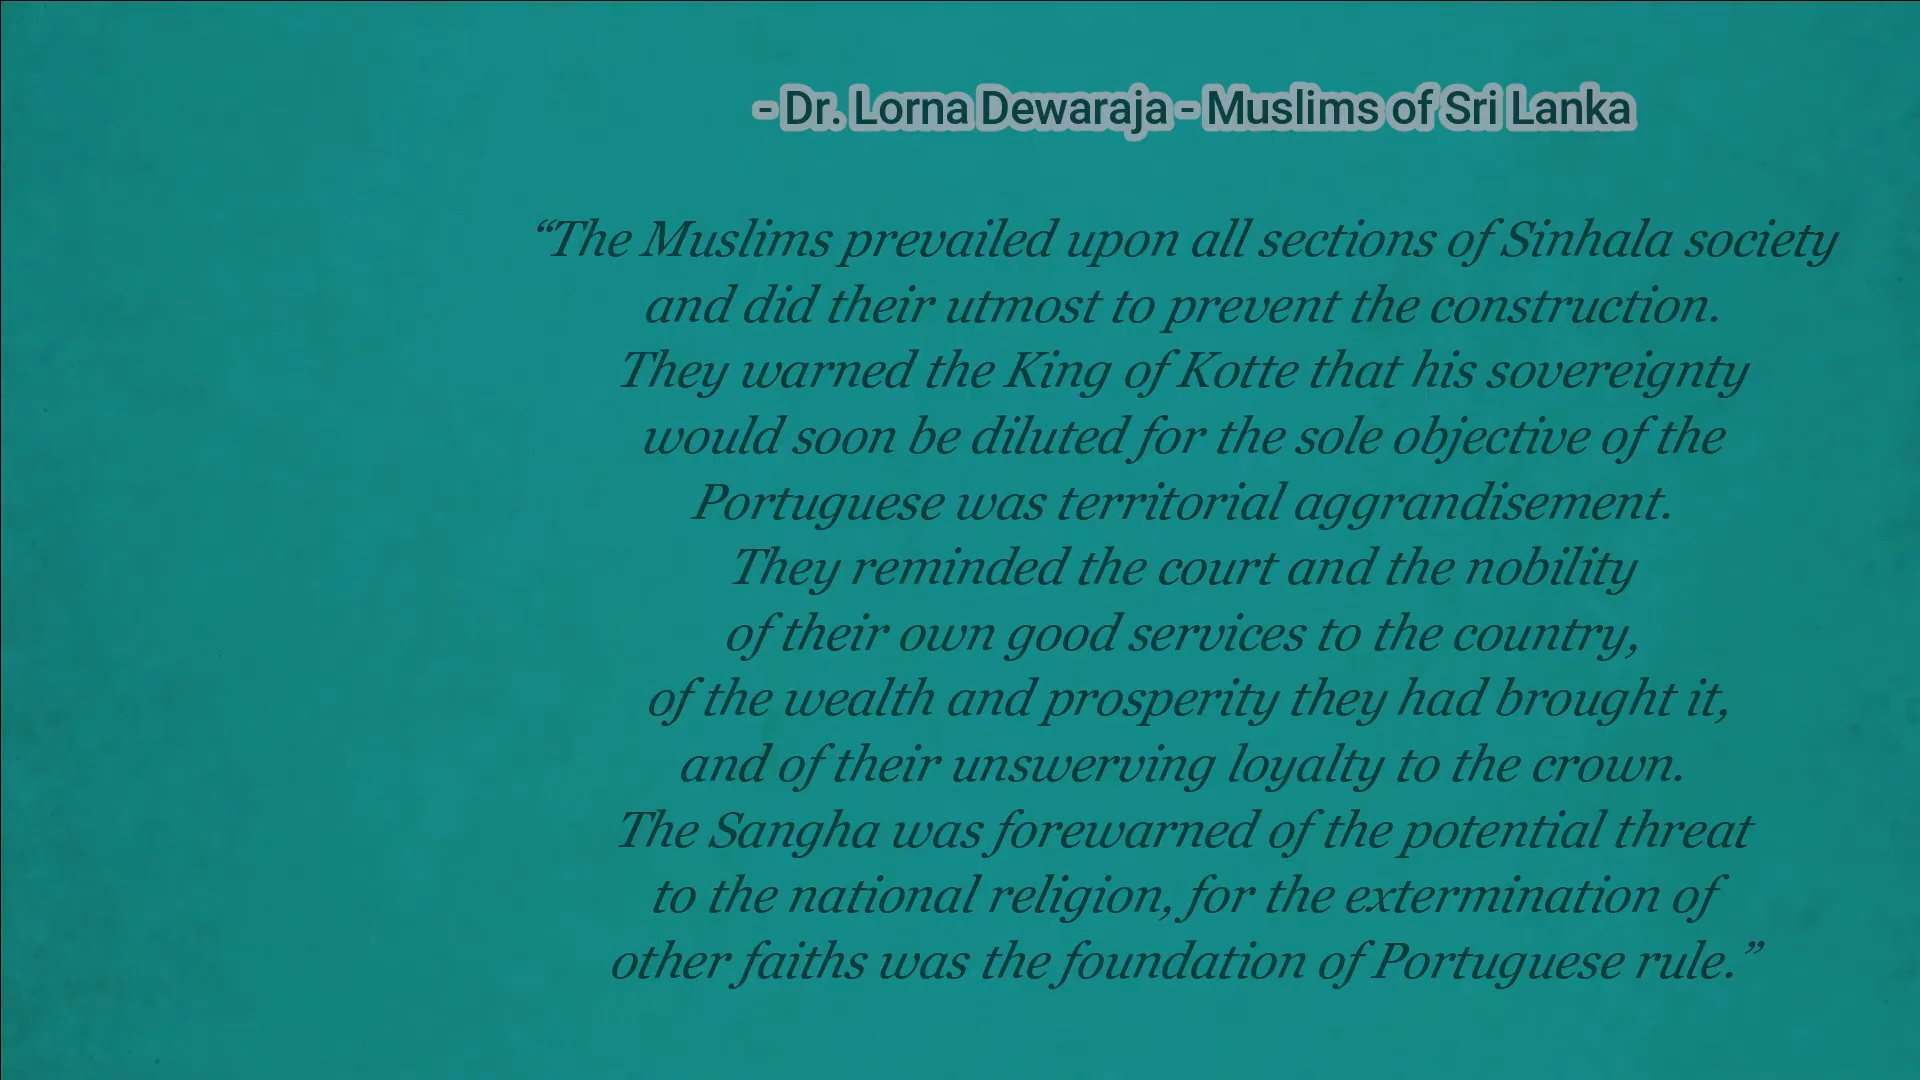 - Dr. Lorna Dewaraja - Muslims of Sri Lanka
“The Muslims prevailed upon all sections of Sinhala society
and did their utmost to prevent the construction.
They warned the King of Kotte that his sovereignty
would soon be diluted for the sole objective of the
Portuguese was territorial aggrandisement.
They reminded the court and the nobility
of their own good services to the country,
of the wealth and prosperity they had brought it,
and of their unswerving loyalty to the crown.
The Sangha was forewarned of the potential threat
to the national religion, for the extermination of
other faiths was the foundation of Portuguese rule.”